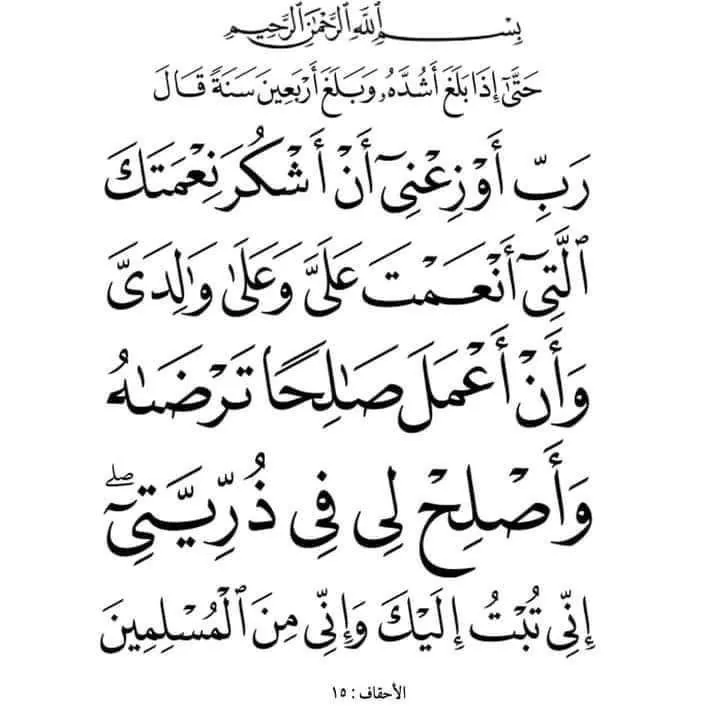 بِسْمِ ٱللَّهِ ٱلرَّحْمَٰنِ ٱلرَّحِيمِ
حَتَّىٰٓ إِذَا بَلَغَ أَشُدَّهُۥ وَبَلَغَ أَرْبَعِينَ سَنَةً قَالَ
رَبِّ أَوْزِعْنِىٓ أَنْ أَشْكُرَ نِعْمَتَكَ
ٱلَّتِىٓ أَنْعَمْتَ عَلَىَّ وَعَلَىٰ وَٰلِدَىَّ
وَأَنْ أَعْمَلَ صَٰلِحًا تَرْضَىٰهُ
وَأَصْلِحْ لِى فِى ذُرِّيَّتِىٓ ۖ
إِنِّى تُبْتُ إِلَيْكَ وَإِنِّى مِنَ ٱلْمُسْلِمِينَ
الأحقاف : ١٥